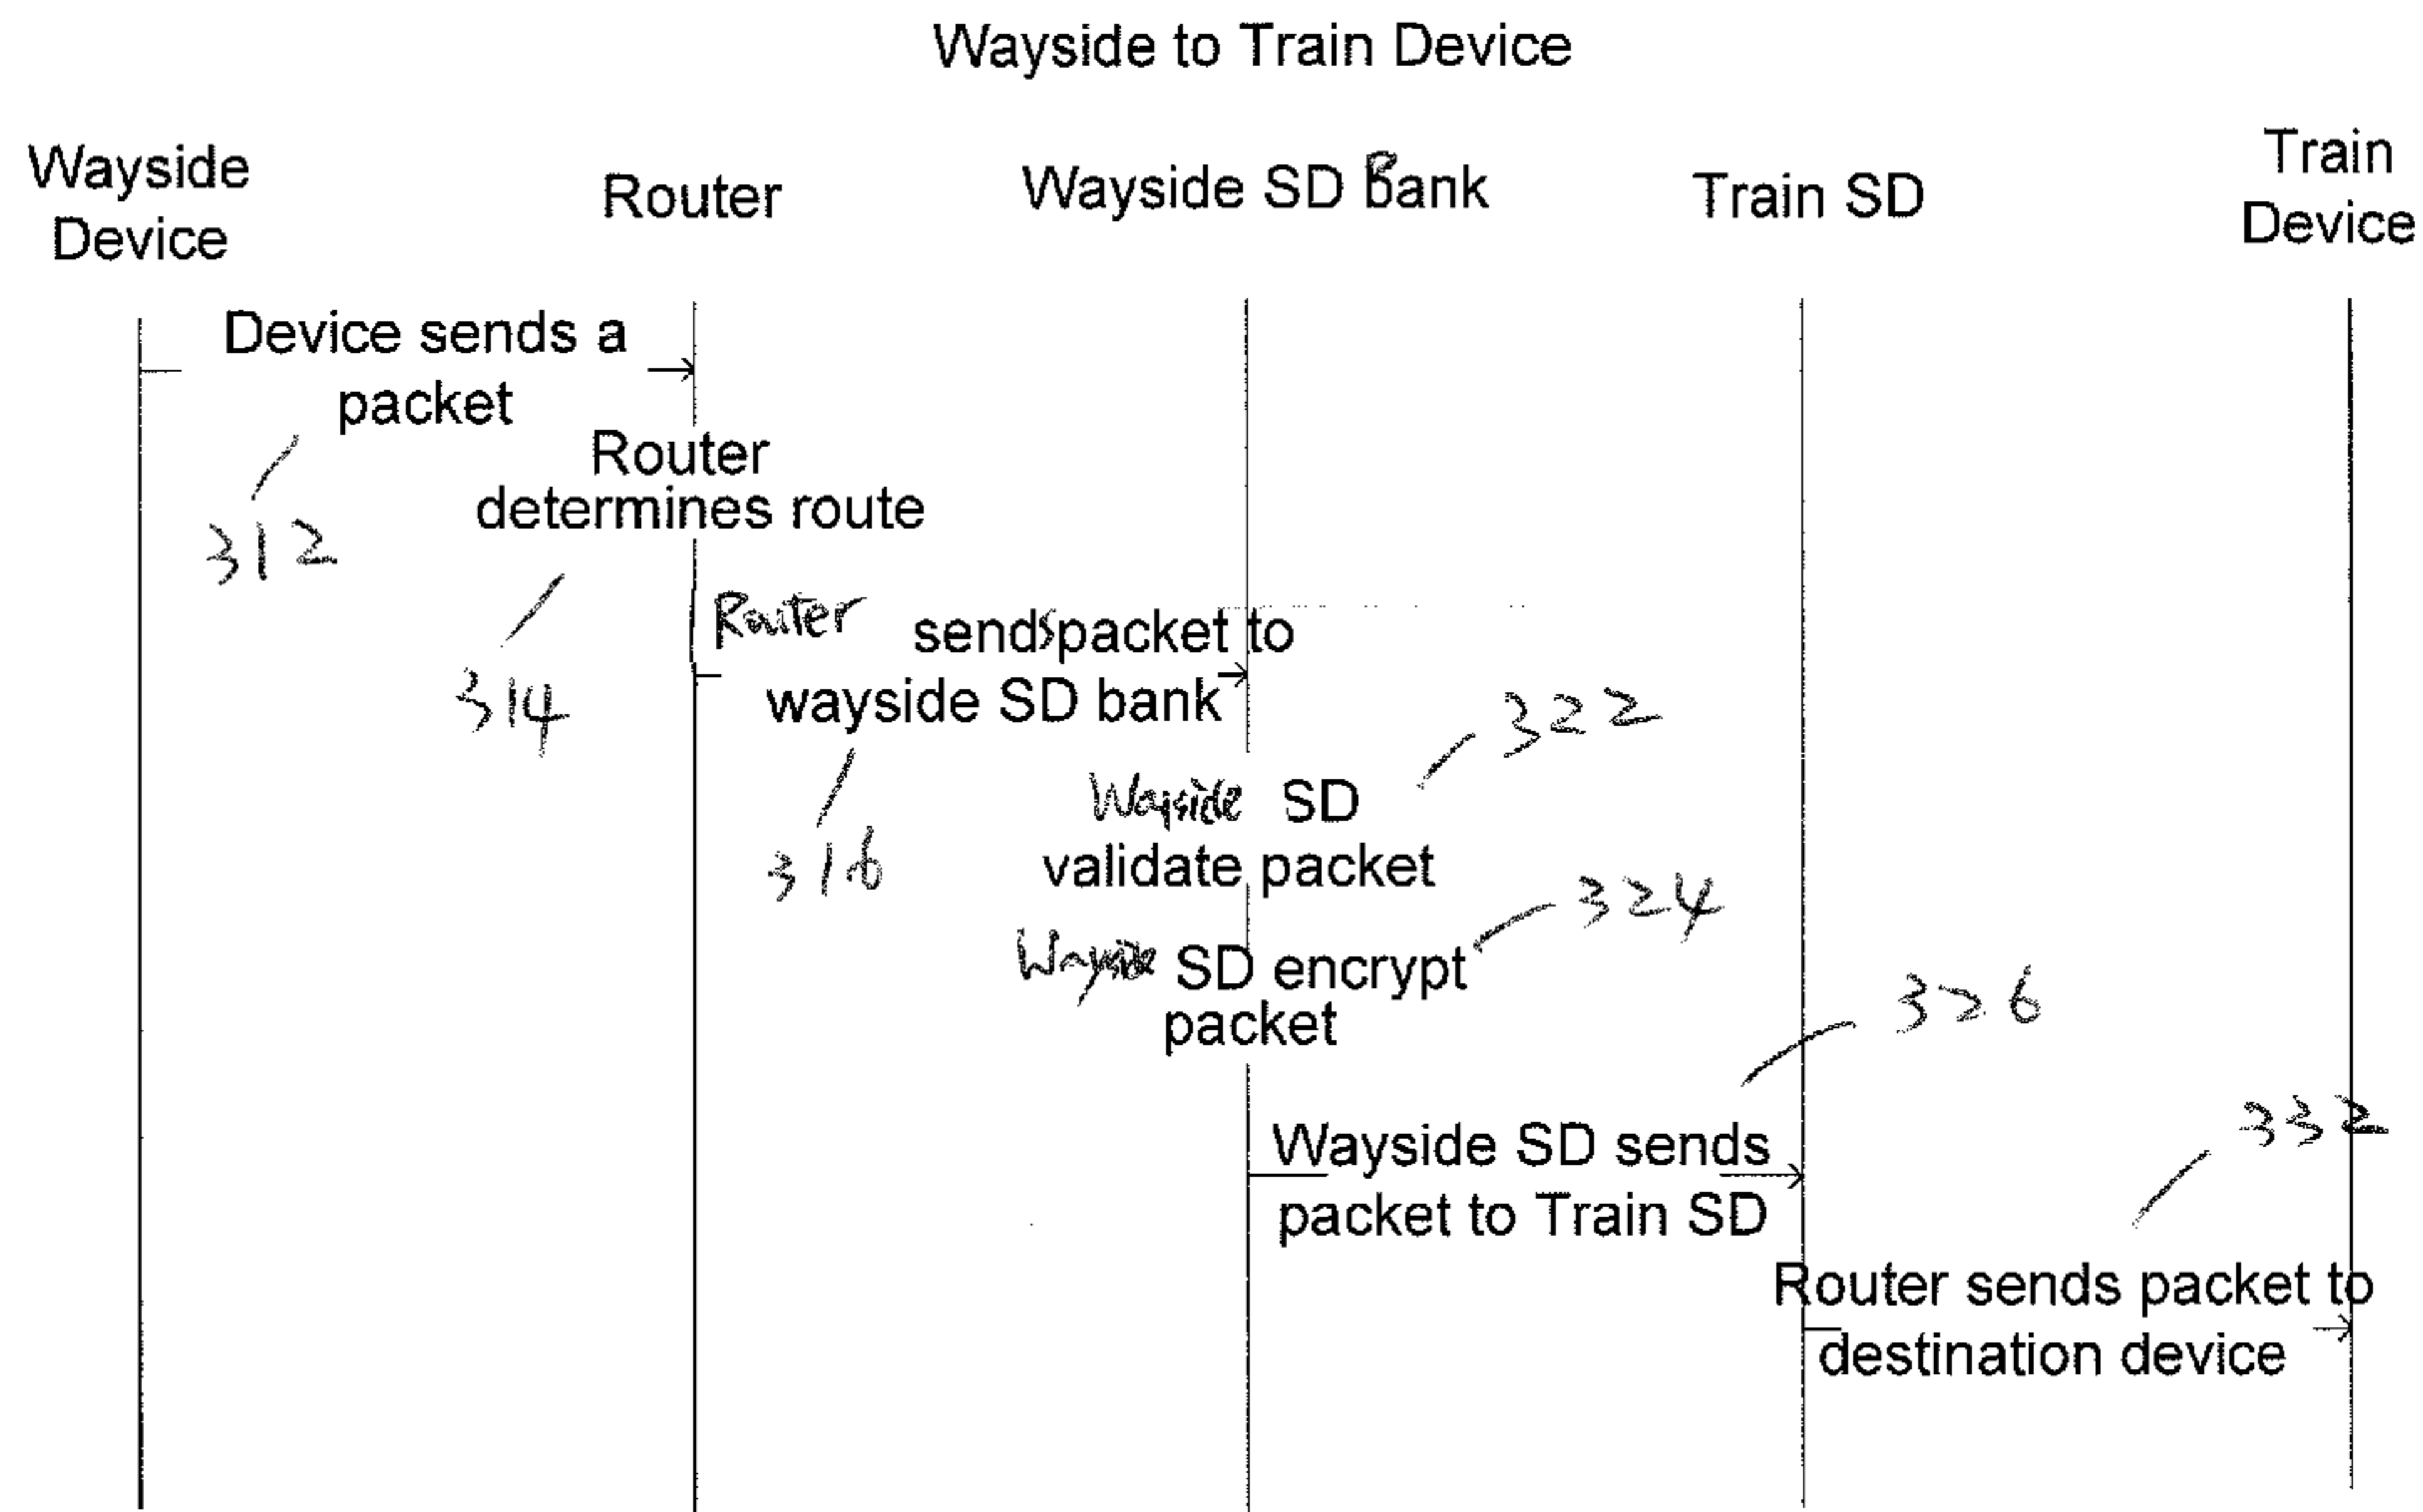 Wayside to Train Device
Wayside
Device
Router
Wayside SD Bank
Train SD
Train
Device
Device sends a
packet
312
Router
determines route
314
Router sends packet to
wayside SD bank
316
322
Wayside SD
validate packet
324
Wayside SD encrypt
packet
326
Wayside SD sends
packet to Train SD
332
Router sends packet to
destination device